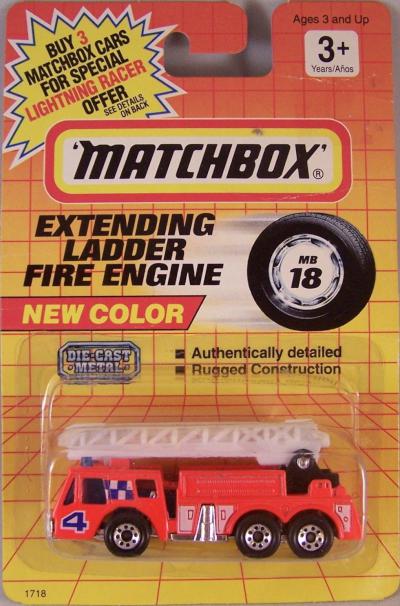 BUY 3
MATCHBOX CARS
FOR SPECIAL
LIGHTNING RACER
OFFER
SEE DETAILS
ON BACK
Ages 3 and Up
3+
Years/Años
'MATCHBOX'®
EXTENDING
LADDER
FIRE ENGINE
MB
18
NEW COLOR
DIE-CAST
METAL
Authentically detailed
Rugged Construction
4
1718